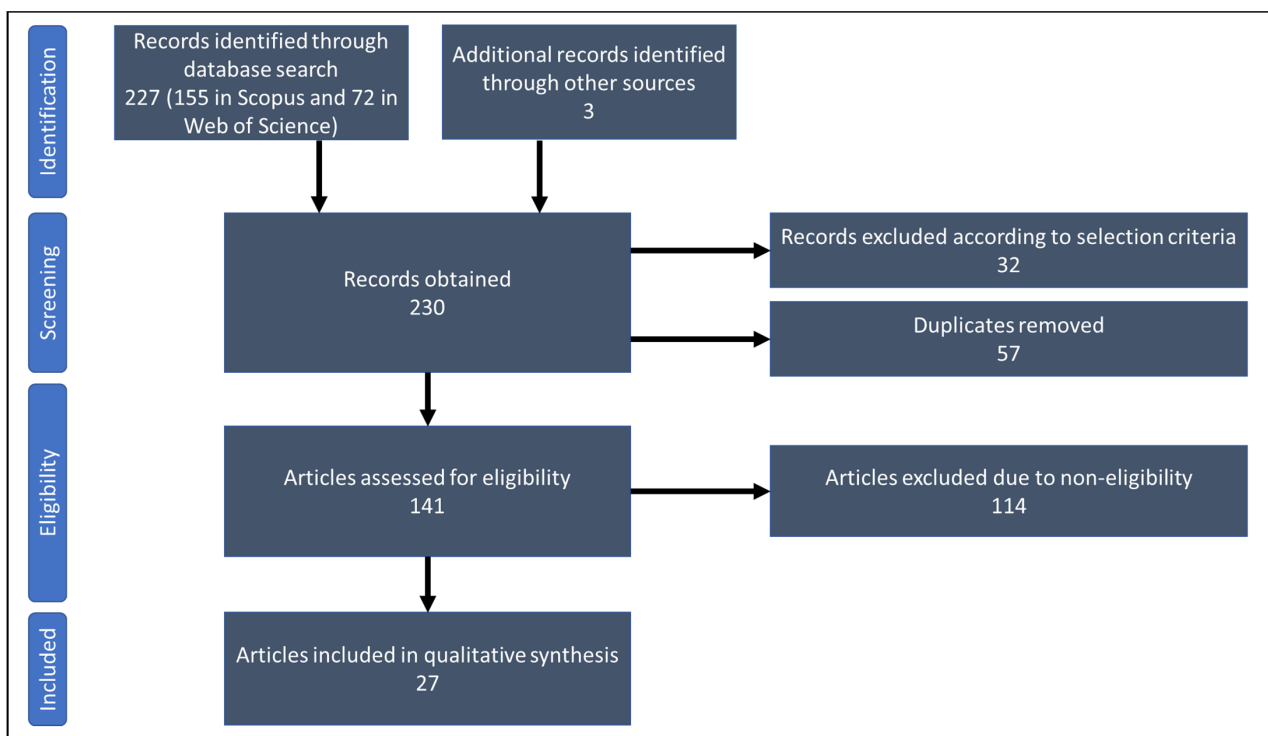 Identification
Records identified through
database search
227 (155 in Scopus and 72 in
Web of Science)
Additional records identified
through other sources
3
Screening
Records obtained
230
Records excluded according to selection criteria
32
Duplicates removed
57
Eligibility
Articles assessed for eligibility
141
Articles excluded due to non-eligibility
114
Included
Articles included in qualitative synthesis
27